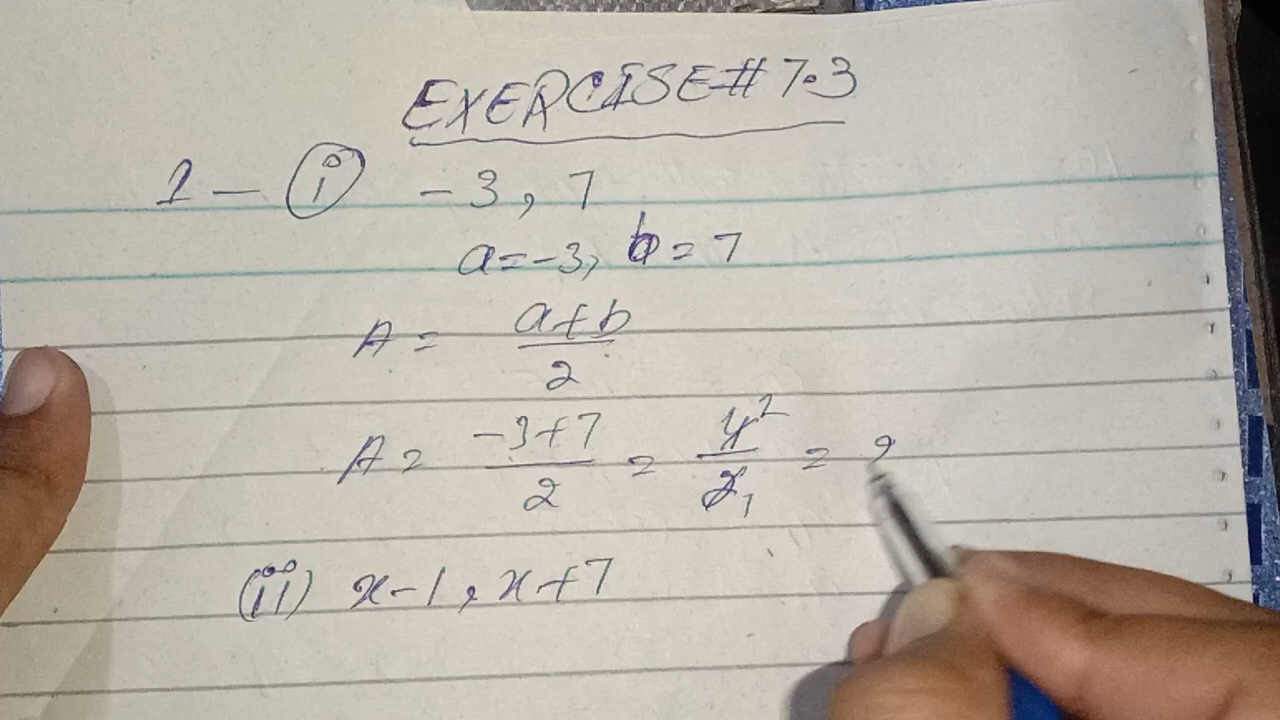 EXERCISE# 7.3
1 - (i) -3, 7
a=-3, b=7
A = a+b / 2
A = -3+7 / 2 = 4² / 2₁ = 2
(ii) x-1, x+7